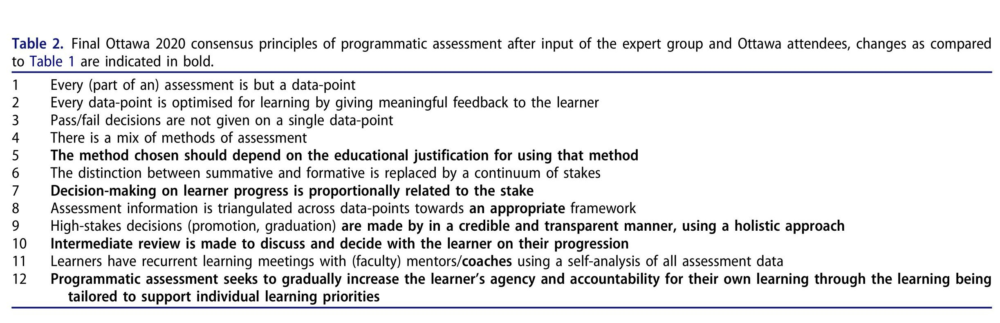 Table 2. Final Ottawa 2020 consensus principles of programmatic assessment after input of the expert group and Ottawa attendees, changes as compared
to Table 1 are indicated in bold.
1 Every (part of an) assessment is but a data-point
2 Every data-point is optimised for learning by giving meaningful feedback to the learner
3 Pass/fail decisions are not given on a single data-point
4 There is a mix of methods of assessment
5 The method chosen should depend on the educational justification for using that method
6 The distinction between summative and formative is replaced by a continuum of stakes
7 Decision-making on learner progress is proportionally related to the stake
8 Assessment information is triangulated across data-points towards an appropriate framework
9 High-stakes decisions (promotion, graduation) are made by in a credible and transparent manner, using a holistic approach
10 Intermediate review is made to discuss and decide with the learner on their progression
11 Learners have recurrent learning meetings with (faculty) mentors/coaches using a self-analysis of all assessment data
12 Programmatic assessment seeks to gradually increase the learner’s agency and accountability for their own learning through the learning being
tailored to support individual learning priorities